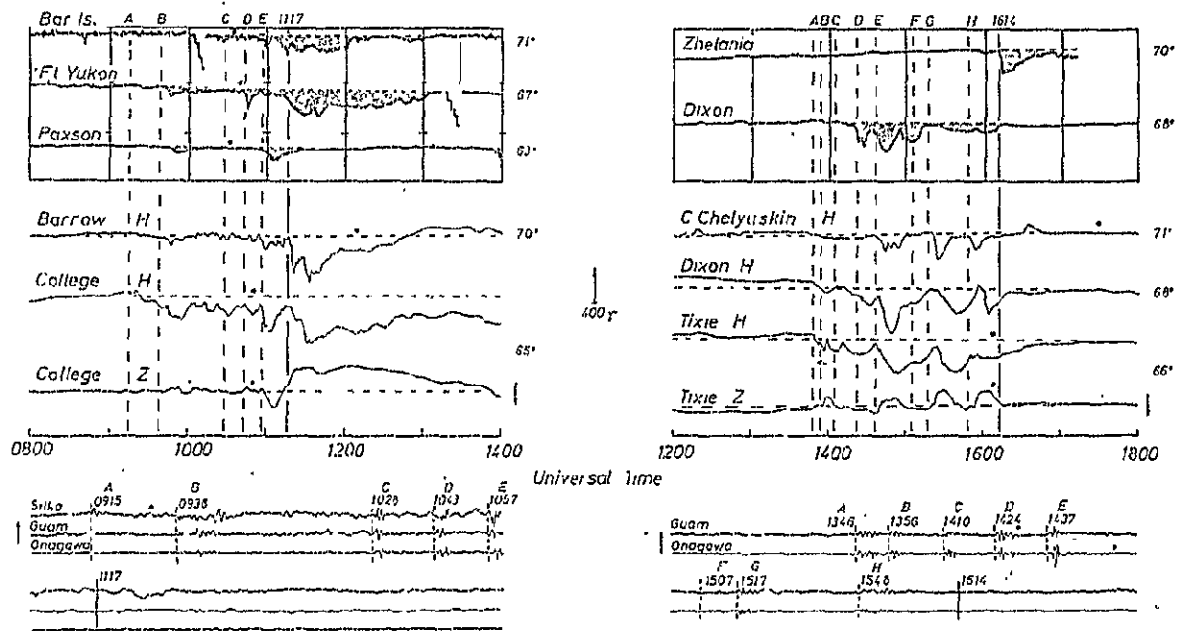 Bar Is. A B C D E 1117 71°
Ft Yukon 67°
Paxson 63°
Barrow H 70°
College H
65°
College Z
0800 1000 1200 1400
400γ
A B C D E F G H 1614
Zhelania 70°
Dixon 68°
C Chelyuskin H 71°
Dixon H 68°
Tixie H
66°
Tixie Z
1200 1400 1600 1800
Universal Time
A B C D E
Sitka 0915 0938 1028 1043 1057
Guam
Onagawa
1117
A B C D E
Guam 1346 1356 1410 1424 1437
Onagawa
F G H
1507 1517 1548 1514